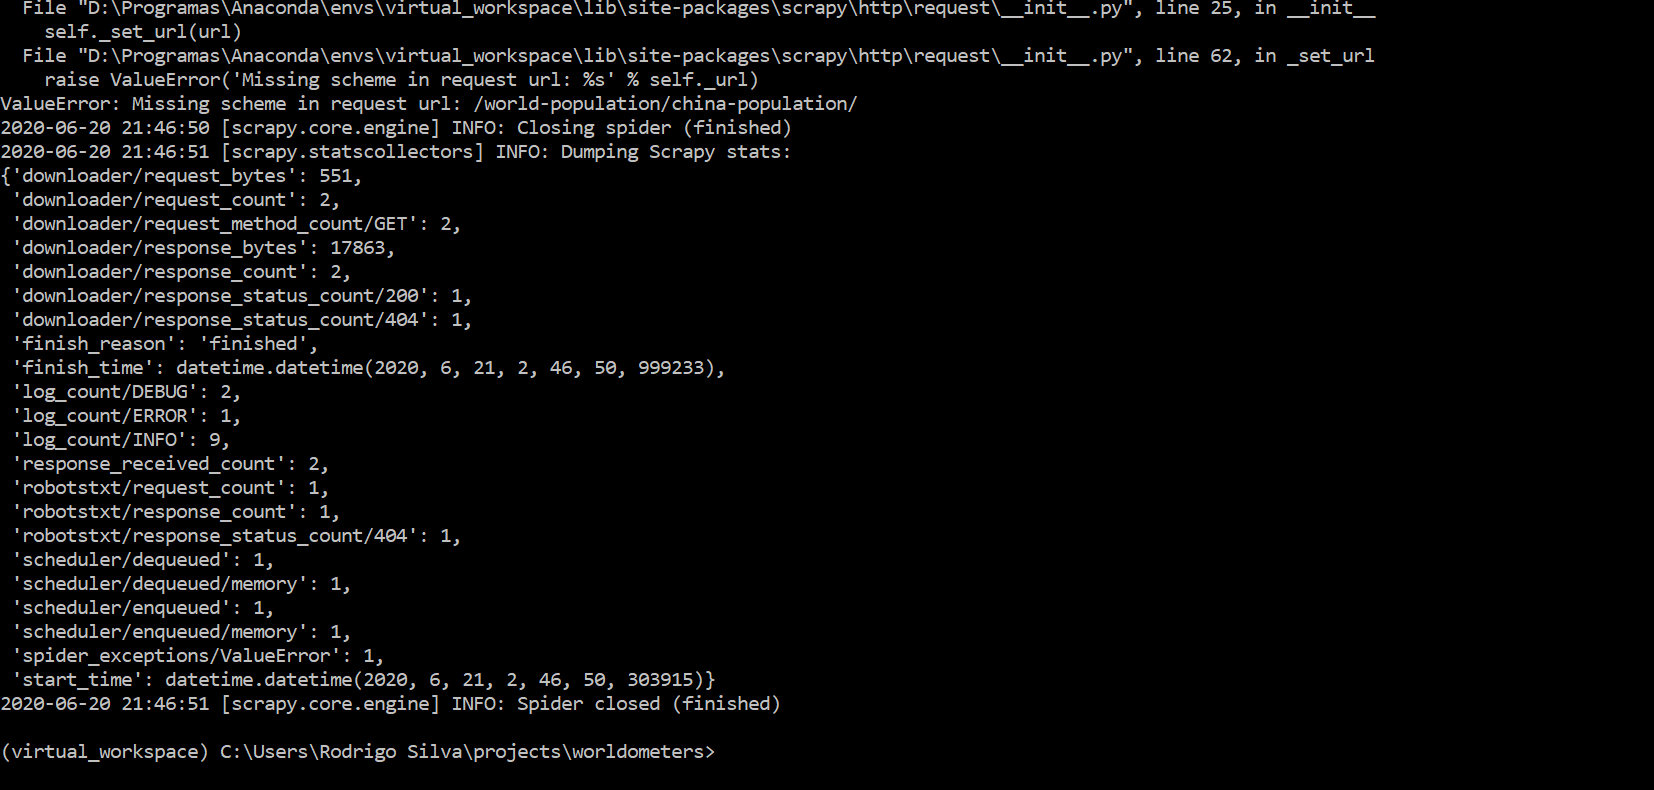 File "D:\Programas\Anaconda\envs\virtual_workspace\lib\site-packages\scrapy\http\request\__init__.py", line 25, in __init__
    self._set_url(url)
  File "D:\Programas\Anaconda\envs\virtual_workspace\lib\site-packages\scrapy\http\request\__init__.py", line 62, in _set_url
    raise ValueError('Missing scheme in request url: %s' % self._url)
ValueError: Missing scheme in request url: /world-population/china-population/
2020-06-20 21:46:50 [scrapy.core.engine] INFO: Closing spider (finished)
2020-06-20 21:46:51 [scrapy.statscollectors] INFO: Dumping Scrapy stats:
{'downloader/request_bytes': 551,
 'downloader/request_count': 2,
 'downloader/request_method_count/GET': 2,
 'downloader/response_bytes': 17863,
 'downloader/response_count': 2,
 'downloader/response_status_count/200': 1,
 'downloader/response_status_count/404': 1,
 'finish_reason': 'finished',
 'finish_time': datetime.datetime(2020, 6, 21, 2, 46, 50, 999233),
 'log_count/DEBUG': 2,
 'log_count/ERROR': 1,
 'log_count/INFO': 9,
 'response_received_count': 2,
 'robotstxt/request_count': 1,
 'robotstxt/response_count': 1,
 'robotstxt/response_status_count/404': 1,
 'scheduler/dequeued': 1,
 'scheduler/dequeued/memory': 1,
 'scheduler/enqueued': 1,
 'scheduler/enqueued/memory': 1,
 'spider_exceptions/ValueError': 1,
 'start_time': datetime.datetime(2020, 6, 21, 2, 46, 50, 303915)}
2020-06-20 21:46:51 [scrapy.core.engine] INFO: Spider closed (finished)
(virtual_workspace) C:\Users\Rodrigo Silva\projects\worldometers>